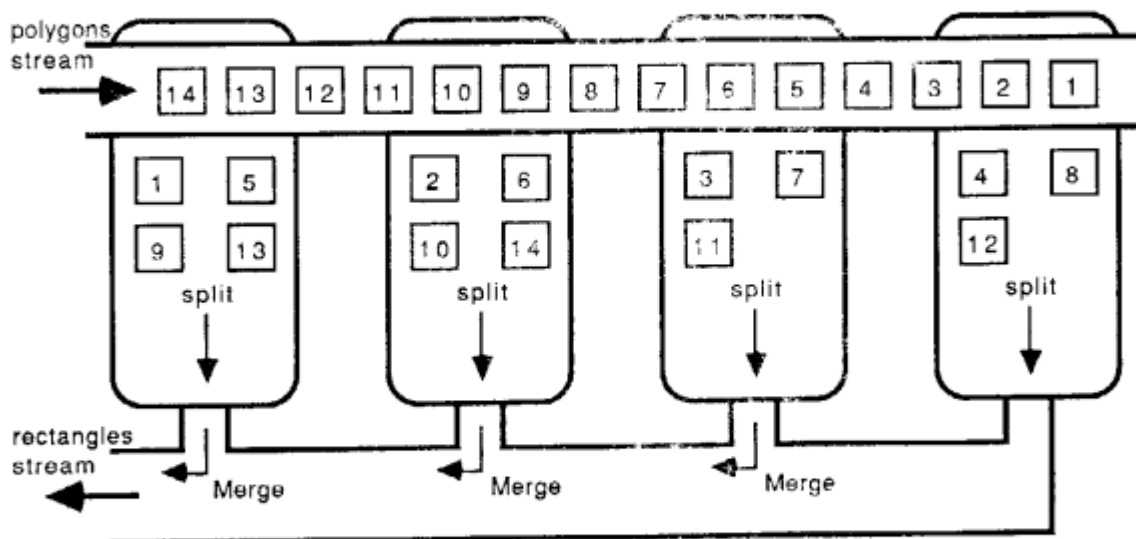 polygons
stream
14 13 12 11 10 9 8 7 6 5 4 3 2 1
1 5 2 6 3 7 4 8
9 13 10 14 11 12
split split split split
rectangles
stream
Merge Merge Merge